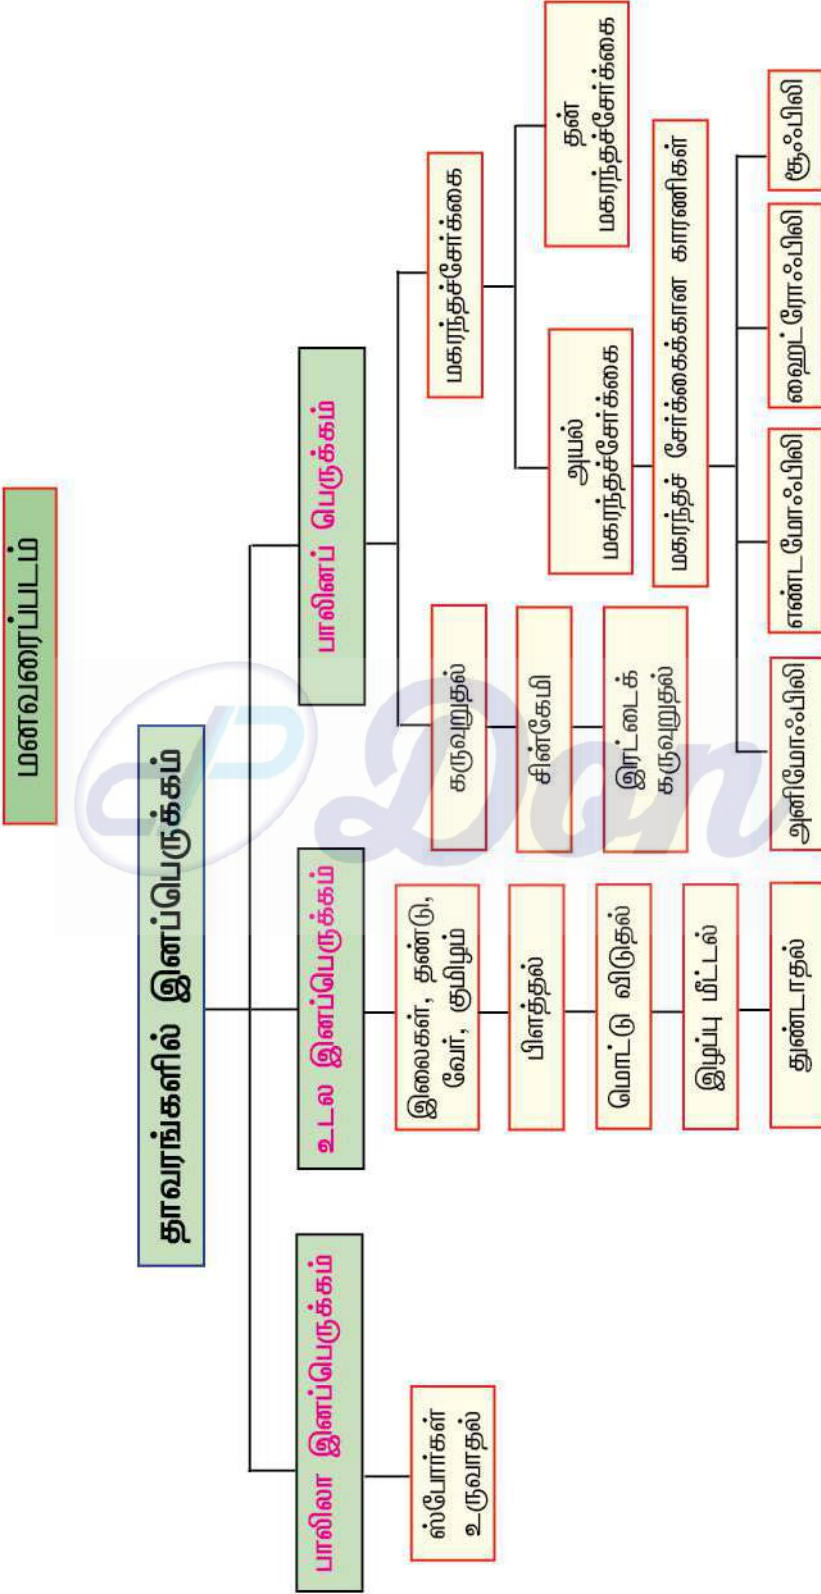 மனவரைப்படம்
தாவரங்களில் இனப்பெருக்கம்
பாலிலா இனப்பெருக்கம்
ஸ்போர்கள்
உருவாதல்
உடல இனப்பெருக்கம்
இலைகள், தண்டு,
வேர், குமிழம்
பிளத்தல்
மொட்டு விடுதல்
இழப்பு மீட்டல்
துண்டாதல்
பாலினப் பெருக்கம்
கருவுறுதல்
சின்கேமி
இரட்டைக்
கருவுறுதல்
மகரந்தச்சேர்க்கை
அயல்
மகரந்தச்சேர்க்கை
தன்
மகரந்தச்சேர்க்கை
மகரந்தச் சேர்க்கைக்கான காரணிகள்
அனிமோஃபிலி
எண்டமோஃபிலி
ஹைட்ரோஃபிலி
சூஃபிலி
Don